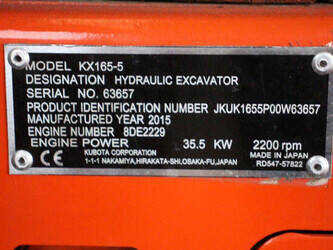 MODEL KX165-5
DESIGNATION HYDRAULIC EXCAVATOR
SERIAL NO. 63657
PRODUCT IDENTIFICATION NUMBER JKUK1655P00W63657
MANUFACTURED YEAR 2015
ENGINE NUMBER 8DE2229
ENGINE POWER 35.5 KW 2200 rpm
CE KUBOTA CORPORATION MADE IN JAPAN
1-1-1 NAKAMIYA,HIRAKATA-SHI,OSAKA-FU,JAPAN RD547-57822